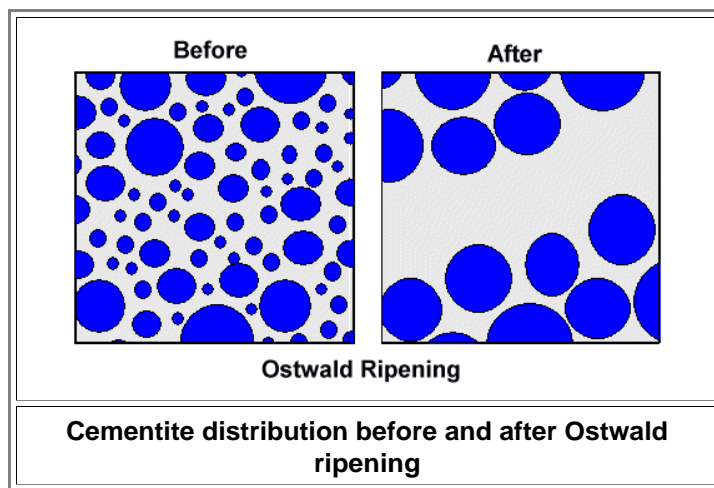 Before
After
Ostwald Ripening
Cementite distribution before and after Ostwald
ripening